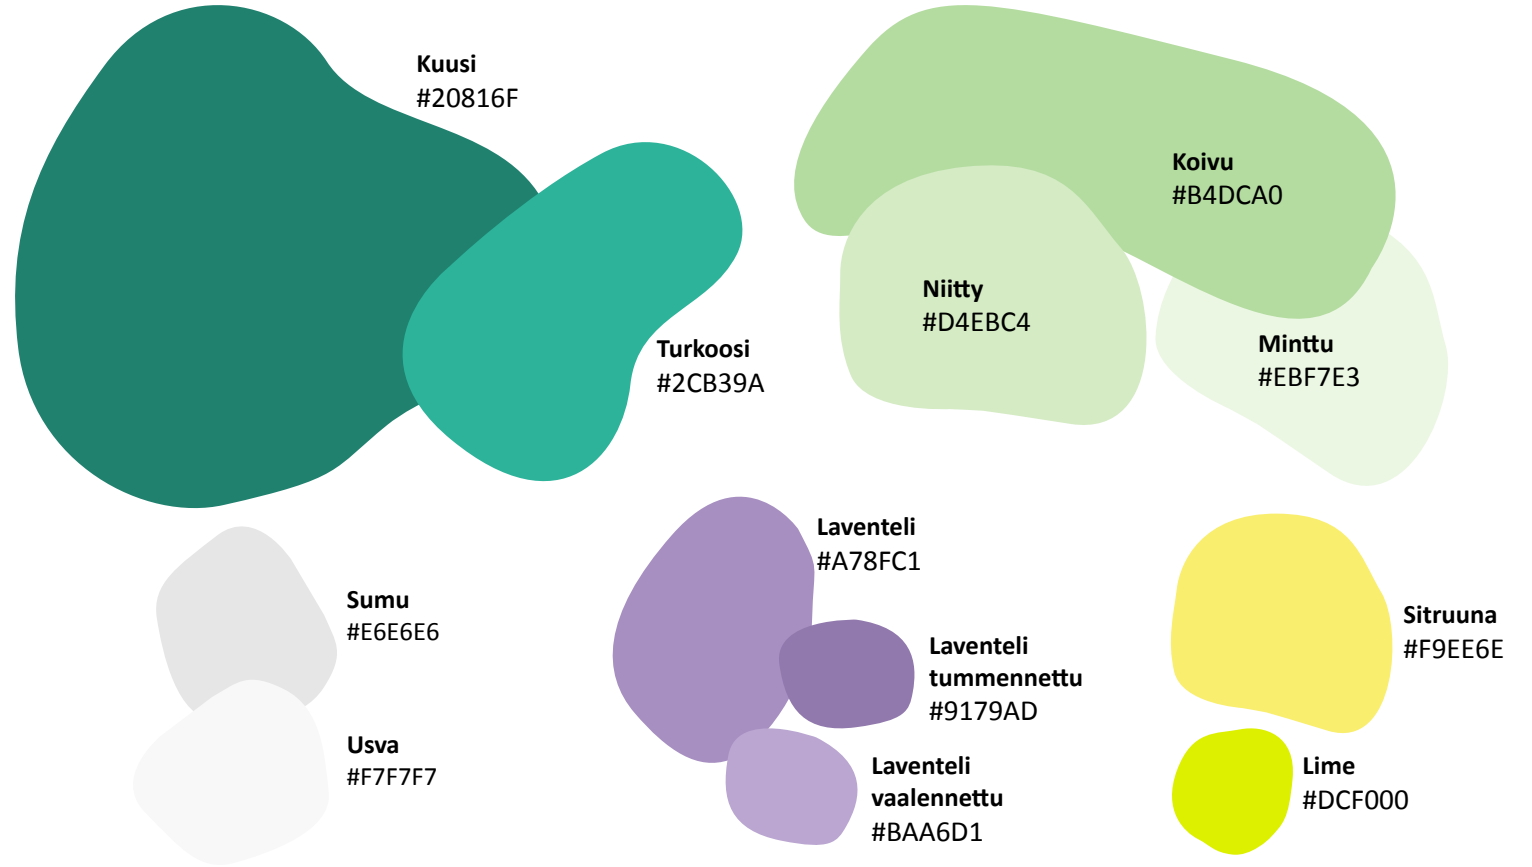 Kuusi
#20816F
Turkoosi
#2CB39A
Koivu
#B4DCA0
Niitty
#D4EBC4
Minttu
#EBF7E3
Sumu
#E6E6E6
Usva
#F7F7F7
Laventeli
#A78FC1
Laventeli
tummennettu
#9179AD
Laventeli
vaalennettu
#BAA6D1
Sitruuna
#F9EE6E
Lime
#DCF000